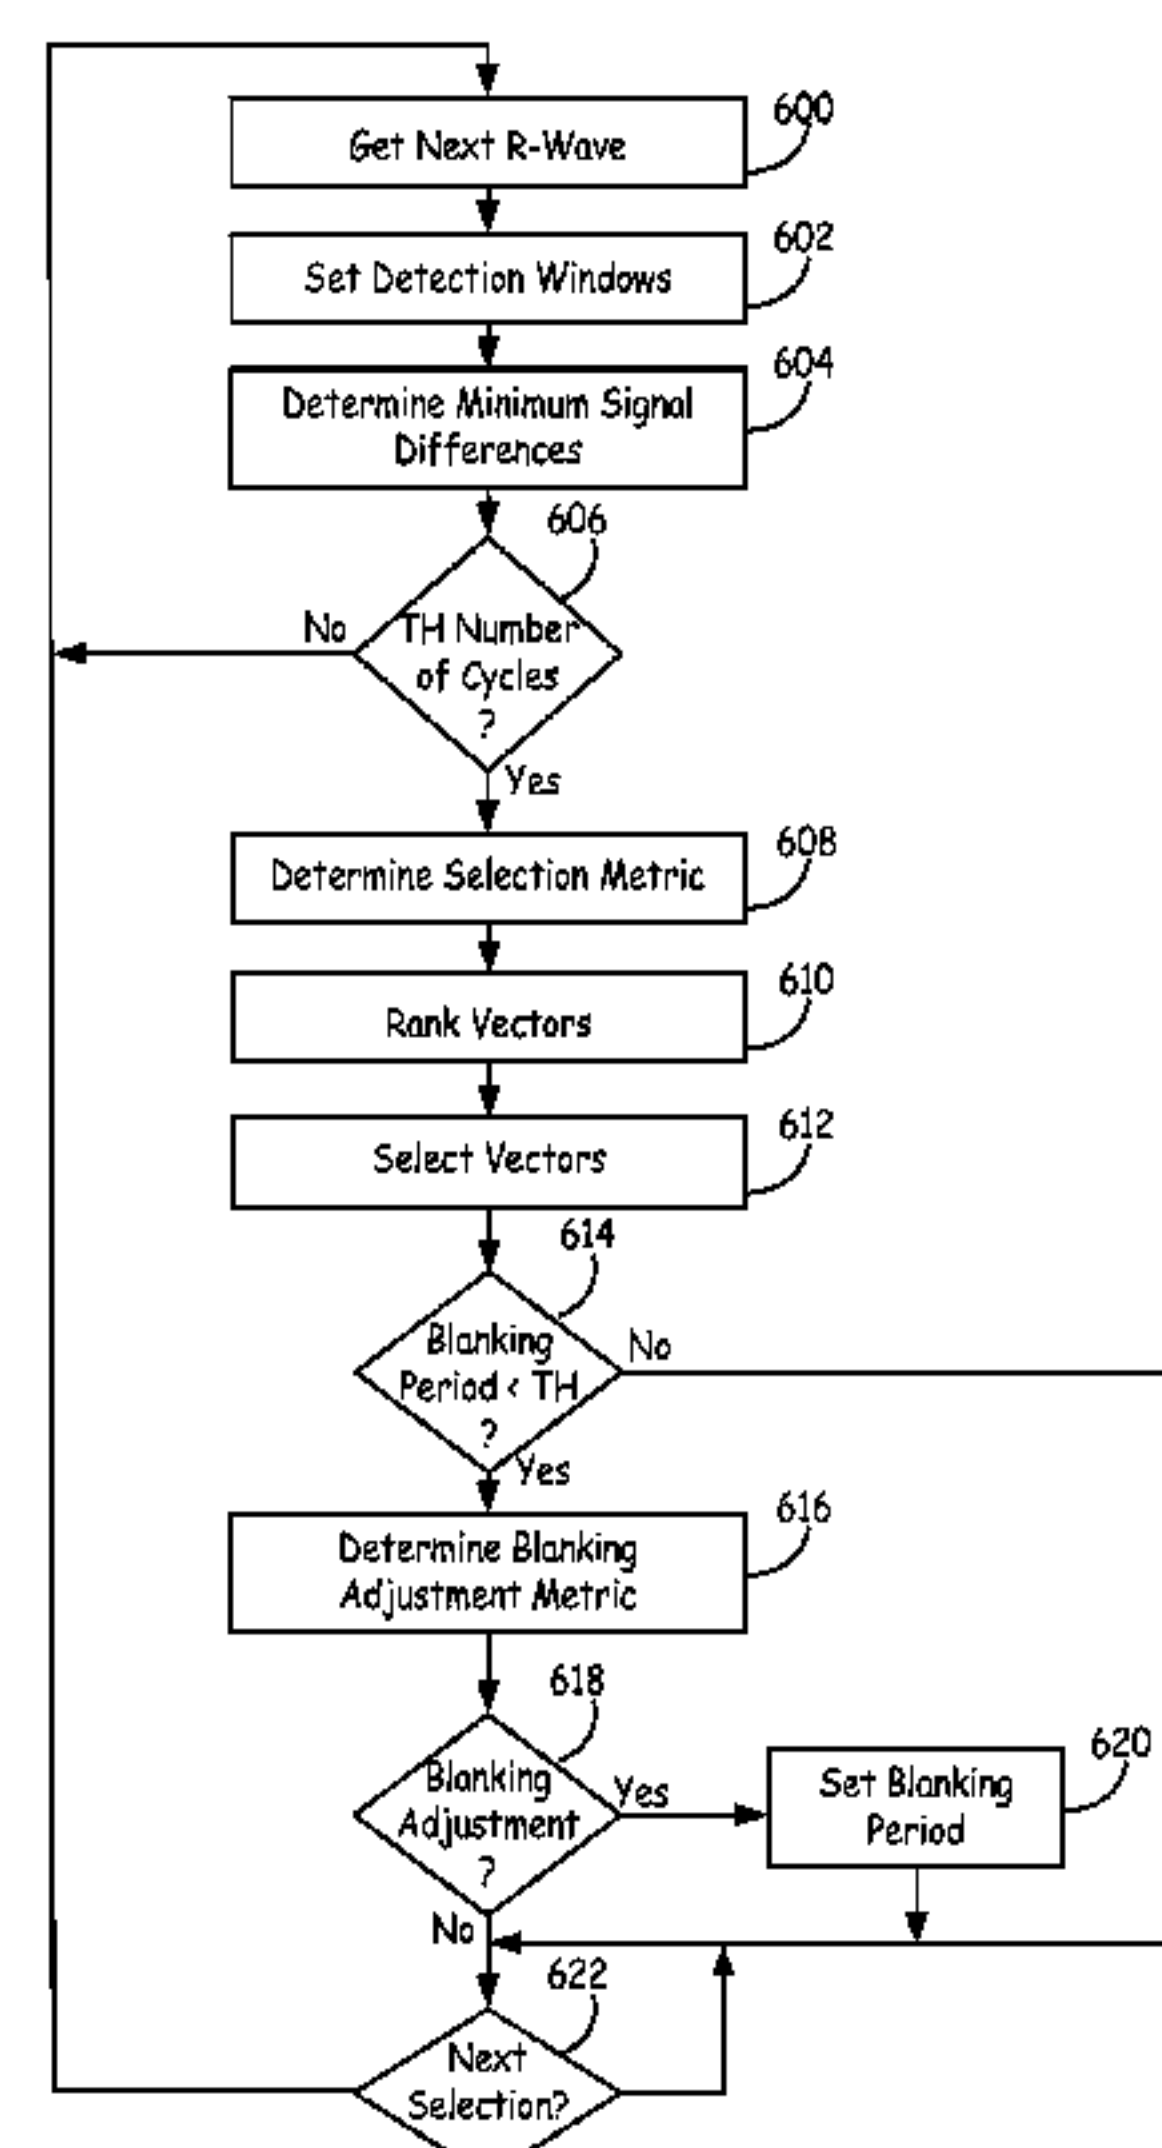 600
Get Next R-Wave
602
Set Detection Windows
604
Determine Minimum Signal
Differences
606
No
TH Number
of Cycles
?
Yes
608
Determine Selection Metric
610
Rank Vectors
612
Select Vectors
614
Blanking
Period < TH
?
No
Yes
616
Determine Blanking
Adjustment Metric
618
Blanking
Adjustment
?
Yes
620
Set Blanking
Period
No
622
Next
Selection?